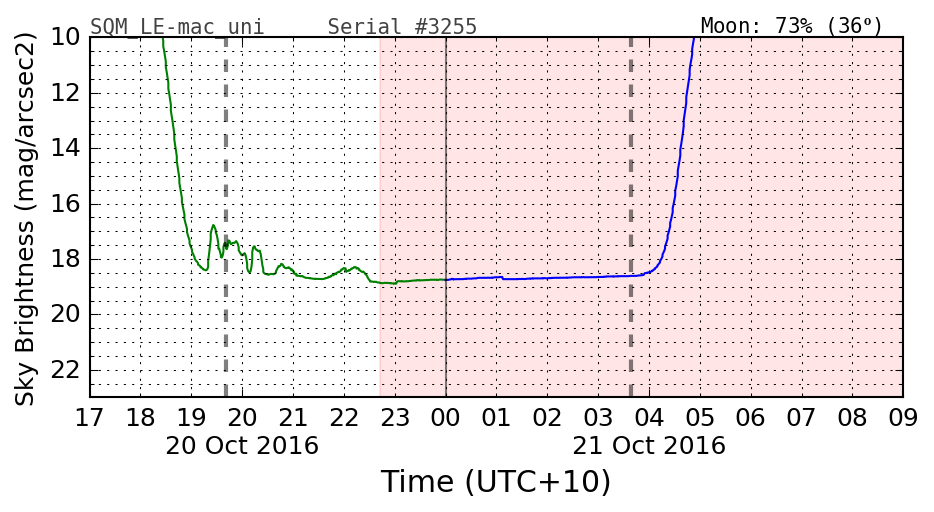 SQM_LE-mac_uni Serial #3255 Moon: 73% (36°)
Sky Brightness (mag/arcsec2)
10
12
14
16
18
20
22
17 18 19 20 21 22 23 00 01 02 03 04 05 06 07 08 09
20 Oct 2016 21 Oct 2016
Time (UTC+10)